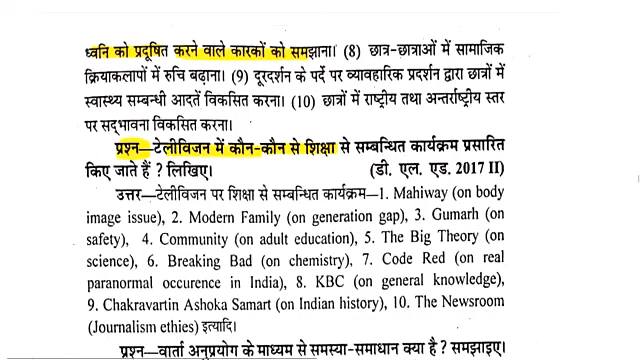 ध्वनि को प्रदूषित करने वाले कारकों को समझाना। (8) छात्र-छात्राओं में सामाजिक
क्रियाकलापों में रुचि बढ़ाना। (9) दूरदर्शन के पर्दे पर व्यावहारिक प्रदर्शन द्वारा छात्रों में
स्वास्थ्य सम्बन्धी आदतें विकसित करना। (10) छात्रों में राष्ट्रीय तथा अन्तर्राष्ट्रीय स्तर
पर सद्भावना विकसित करना।
प्रश्न—टेलीविजन में कौन-कौन से शिक्षा से सम्बन्धित कार्यक्रम प्रसारित
किए जाते हैं ? लिखिए। (डी. एल. एड. 2017 II)
उत्तर—टेलीविजन पर शिक्षा से सम्बन्धित कार्यक्रम—1. Mahiway (on body
image issue), 2. Modern Family (on generation gap), 3. Gumarh (on
safety), 4. Community (on adult education), 5. The Big Theory (on
science), 6. Breaking Bad (on chemistry), 7. Code Red (on real
paranormal occurence in India), 8. KBC (on general knowledge),
9. Chakravartin Ashoka Samart (on Indian history), 10. The Newsroom
(Journalism ethies) इत्यादि।
प्रश्न—वार्ता अनुप्रयोग के माध्यम से समस्या-समाधान क्या है ? समझाइए।